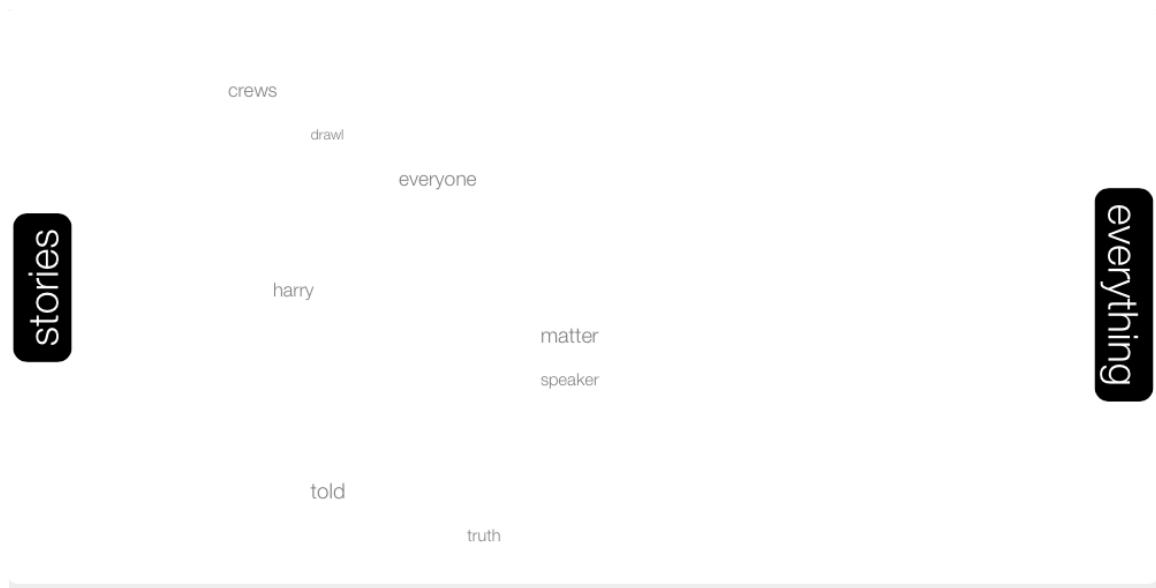 crews
drawl
everyone
stories
everything
harry
matter
speaker
told
truth